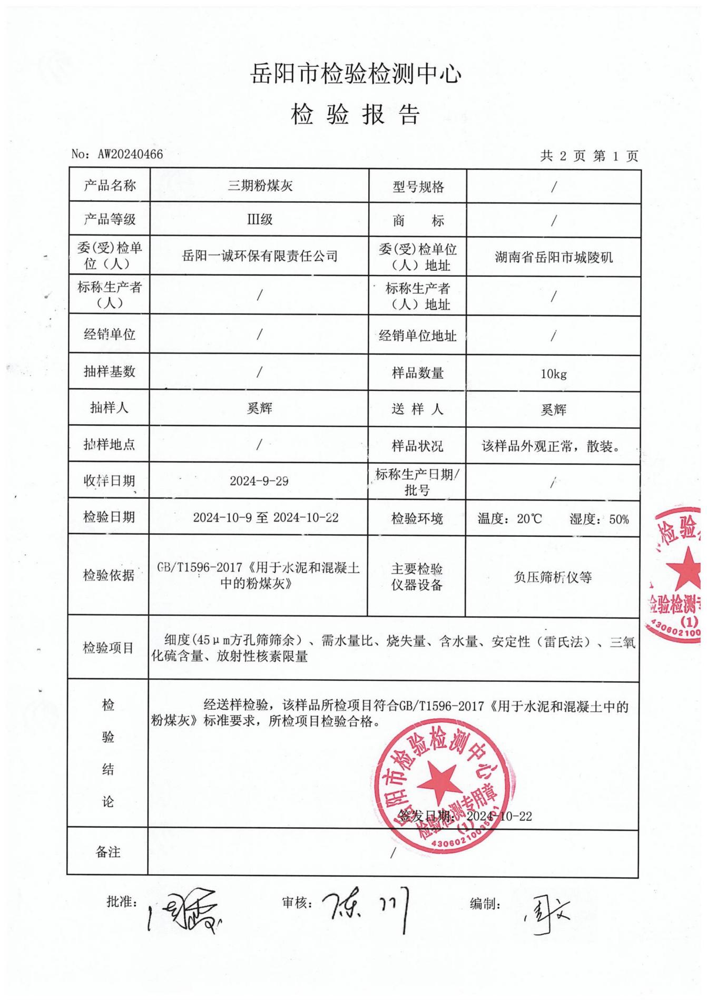 岳阳市检验检测中心
检 验 报 告
No: AW20240466
共 2 页 第 1 页
产品名称 三期粉煤灰 型号规格 /
产品等级 III级 商 标 /
委(受)检单
位（人） 岳阳一诚环保有限责任公司 委(受)检单位
（人）地址 湖南省岳阳市城陵矶
标称生产者
（人） / 标称生产者
（人）地址 /
经销单位 / 经销单位地址 /
抽样基数 / 样品数量 10kg
抽样人 奚辉 送 样 人 奚辉
抽样地点 / 样品状况 该样品外观正常，散装。
收样日期 2024-9-29 标称生产日期/
批号 /
检验日期 2024-10-9 至 2024-10-22 检验环境 温度：20℃ 湿度：50%
检验依据 GB/T1596-2017《用于水泥和混凝土
中的粉煤灰》 主要检验
仪器设备 负压筛析仪等
检验项目 细度(45μm方孔筛筛余）、需水量比、烧失量、含水量、安定性（雷氏法）、三氧
化硫含量、放射性核素限量
检
验
结
论
经送样检验，该样品所检项目符合GB/T1596-2017《用于水泥和混凝土中的
粉煤灰》标准要求，所检项目检验合格。
签发日期： 2024-10-22
岳阳市检验检测中心
检验检测专用章
(1)
备注 /
检验
验检测
(1)
批准：
审核： 陈川
编制： 周文